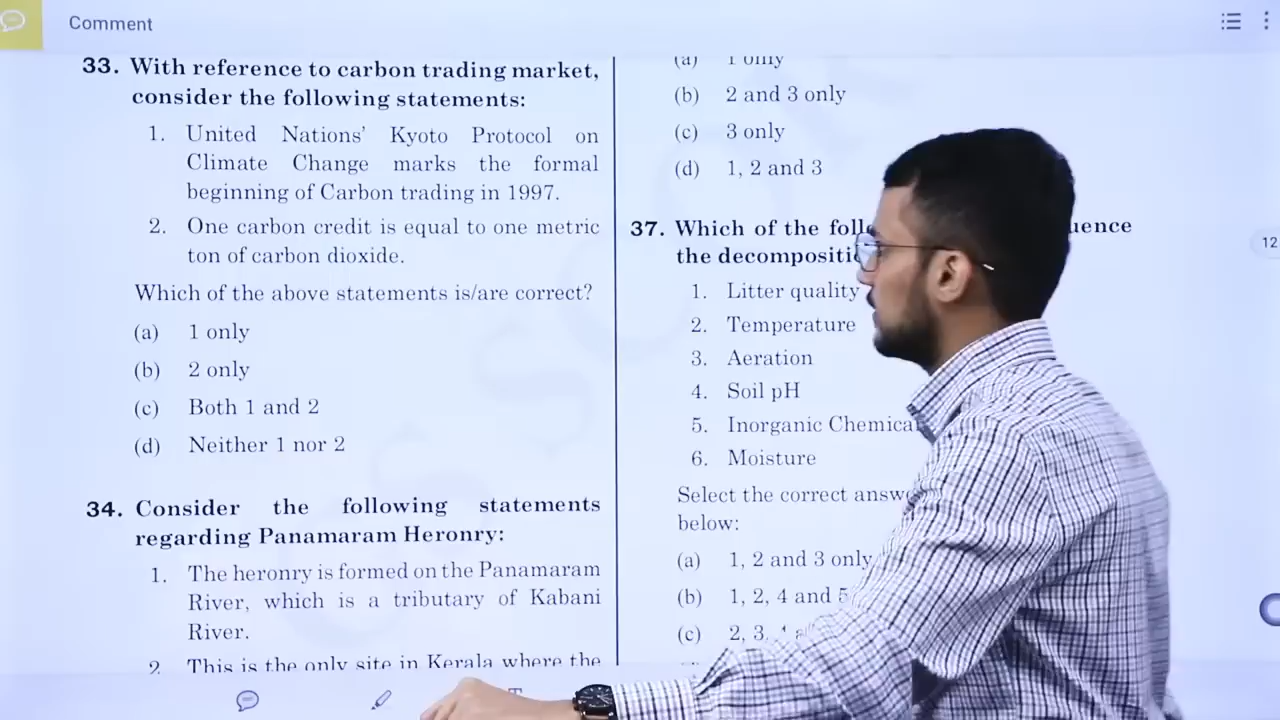 Comment
33. With reference to carbon trading market,
consider the following statements:
1. United Nations' Kyoto Protocol on
Climate Change marks the formal
beginning of Carbon trading in 1997.
2. One carbon credit is equal to one metric
ton of carbon dioxide.
Which of the above statements is/are correct?
(a) 1 only
(b) 2 only
(c) Both 1 and 2
(d) Neither 1 nor 2
34. Consider the following statements
regarding Panamaram Heronry:
1. The heronry is formed on the Panamaram
River, which is a tributary of Kabani
River.
2. This is the only site in Kerala where the
(a) 1 only
(b) 2 and 3 only
(c) 3 only
(d) 1, 2 and 3
37. Which of the
the
1. Litter quality
2. Temperature
3. Aeration
4. Soil pH
5. Inorganic
6. Moisture
Select the correct
below:
(a) 1, 2 and 3 only
(b) 1, 2, 4 and 5
(c) 2, 3,
12